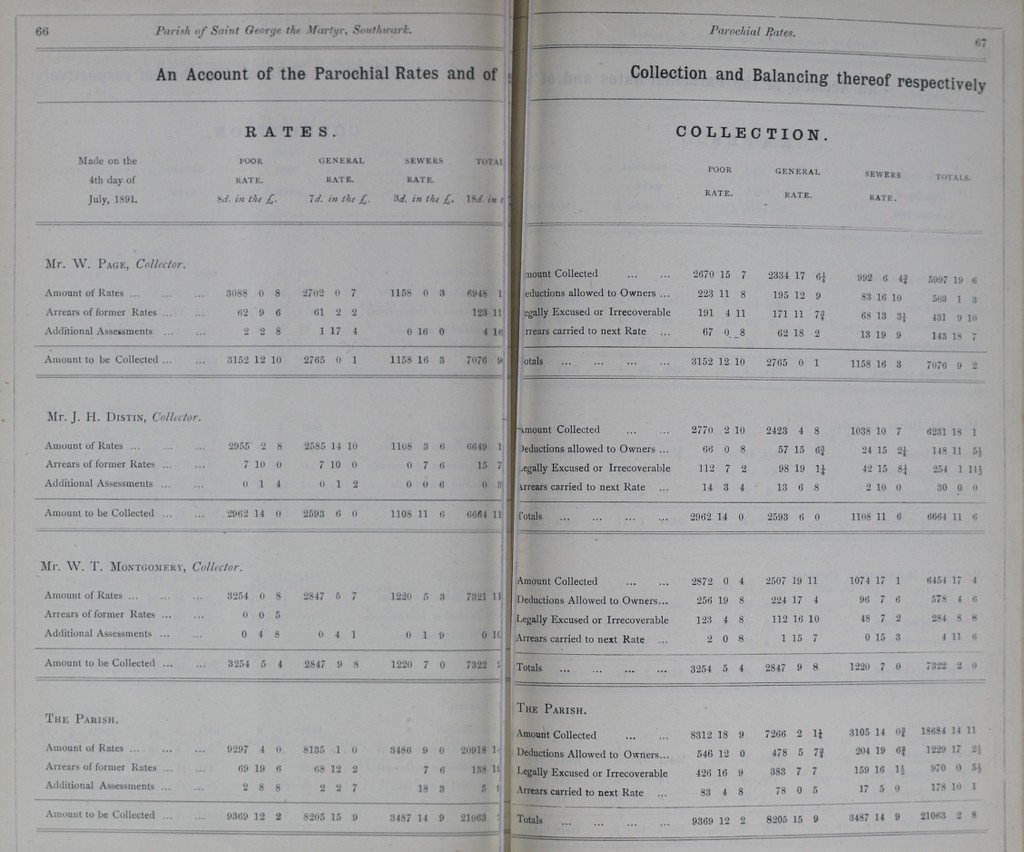 66 Parish of Saint George the Martyr, Southwark.
An Account of the Parochial Rates and of
RATES.
Made on the POOR GENERAL SEWERS TOTAL
4th day of RATE. RATE. RATE.
July, 1891. 8d. in the £. 7d. in the £. 3d. in the £. 18d. in
Mr. W. PAGE, Collector.
Amount of Rates ... ... ... 3088 0 8 2702 0 7 1158 0 3 6948 1
Arrears of former Rates ... ... 62 9 6 61 2 2 123 11
Additional Assessments ... ... 2 2 8 1 17 4 0 16 0 4 16
Amount to be Collected ... ... 3152 12 10 2765 0 1 1158 16 3 7076 9
Mr. J. H. DISTIN, Collector.
Amount of Rates ... ... ... 2955 2 8 2585 14 10 1108 3 6 6649 1
Arrears of former Rates ... ... 7 10 0 7 10 0 0 7 6 15 7
Additional Assessments ... ... 0 1 4 0 1 2 0 0 6 0 3
Amount to be Collected ... ... 2962 14 0 2593 6 0 1108 11 6 6664 11
Mr. W. T. MONTGOMERY, Collector.
Amount of Rates ... ... ... 3254 0 8 2847 5 7 1220 5 3 7321 11
Arrears of former Rates ... ... 0 0 5
Additional Assessments ... ... 0 4 8 0 4 1 0 1 9 0 10
Amount to be Collected ... ... 3254 5 4 2847 9 8 1220 7 0 7322
THE PARISH.
Amount of Rates ... ... ... 9297 4 0 8135 1 0 3486 9 0 20918
Arrears of former Rates ... ... 69 19 6 68 12 2 7 6 138
Additional Assessments ... ... 2 8 8 2 2 7 18 3 5
Amount to be Collected ... ... 9369 12 2 8205 15 9 3487 14 9 21063
Parochial Rates. 67
Collection and Balancing thereof respectively
COLLECTION.
POOR GENERAL SEWERS TOTALS.
RATE. RATE. RATE.
mount Collected ... ... 2670 15 7 2334 17 6¼ 992 6 4¾ 5997 19 6
eductions allowed to Owners ... 223 11 8 195 12 9 83 16 10 503 1 3
egally Excused or Irrecoverable 191 4 11 171 11 7¾ 68 13 3¼ 431 9 10
rrears carried to next Rate ... 67 0 8 62 18 2 13 19 9 143 18 7
otals ... ... ... ... 3152 12 10 2765 0 1 1158 16 3 7076 9 2
Amount Collected ... ... 2770 2 10 2423 4 8 1038 10 7 6231 18 1
Deductions allowed to Owners ... 66 0 8 57 15 6¾ 24 15 2¼ 148 11 5½
Legally Excused or Irrecoverable 112 7 2 98 19 1¼ 42 15 8¼ 254 1 11½
Arrears carried to next Rate ... 14 3 4 13 6 8 2 10 0 30 0 0
Totals ... ... ... ... 2962 14 0 2593 6 0 1108 11 6 6664 11 6
Amount Collected ... ... 2872 0 4 2507 19 11 1074 17 1 6454 17 4
Deductions Allowed to Owners... 256 19 8 224 17 4 96 7 6 578 4 6
Legally Excused or Irrecoverable 123 4 8 112 16 10 48 7 2 284 8 8
Arrears carried to next Rate ... 2 0 8 1 15 7 0 15 3 4 11 6
Totals ... ... ... ... 3254 5 4 2847 9 8 1220 7 0 7322 2 0
THE PARISH.
Amount Collected ... ... 8312 18 9 7266 2 1¼ 3105 14 0¾ 18684 14 11
Deductions Allowed to Owners... 546 12 0 478 5 7¾ 204 19 6¾ 1229 17 2½
Legally Excused or Irrecoverable 426 16 9 383 7 7 159 16 1½ 970 0 5½
Arrears carried to next Rate ... 83 4 8 78 0 5 17 5 0 178 10 1
Totals ... ... ... ... 9369 12 2 8205 15 9 3487 14 9 21063 2 8